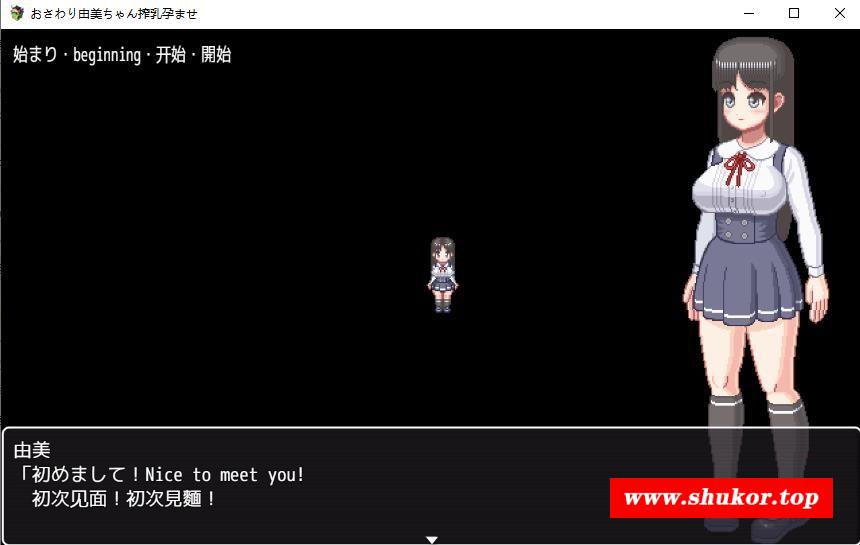 おさわり由美ちゃん搾乳孕ませ
始まり・beginning・开始・開始
由美
「初めまして！Nice to meet you!
初次见面！初次見麵！
www.shukor.top